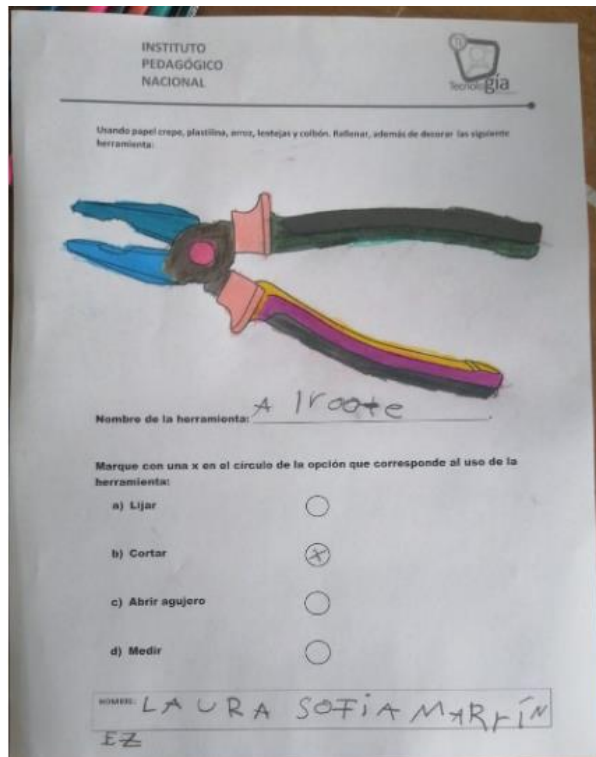 INSTITUTO
PEDAGÓGICO
NACIONAL
Tecnología
Usando papel crepe, plastilina, arroz, lentejas y colbón. Rellenar, además de decorar las siguiente
herramienta:
Nombre de la herramienta: A lroote
Marque con una x en el círculo de la opción que corresponde al uso de la
herramienta:
a) Lijar
b) Cortar
c) Abrir agujero
d) Medir
NOMBRE: LAURA SOFiA MARtÍN
EZ